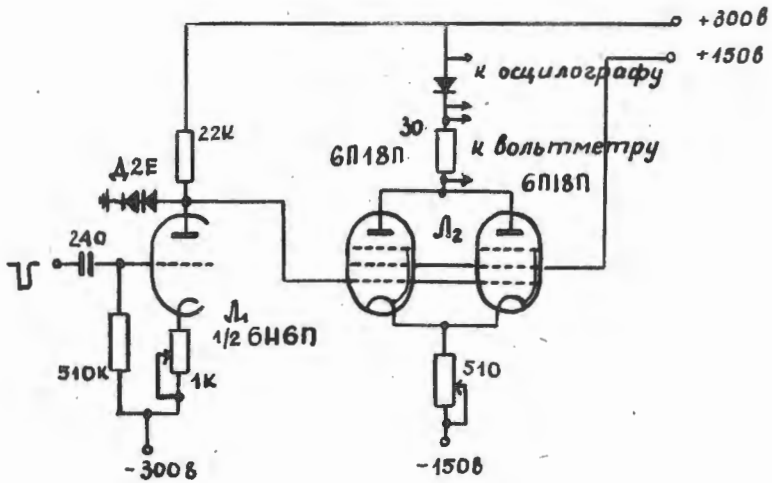 +300в
+150в
к осцилографу
30
22К
6П18П
к вольтметру
Д2Е
6П18П
240
Л₂
Л₁
1/2 6Н6П
510К
1К
510
-300в
-150в